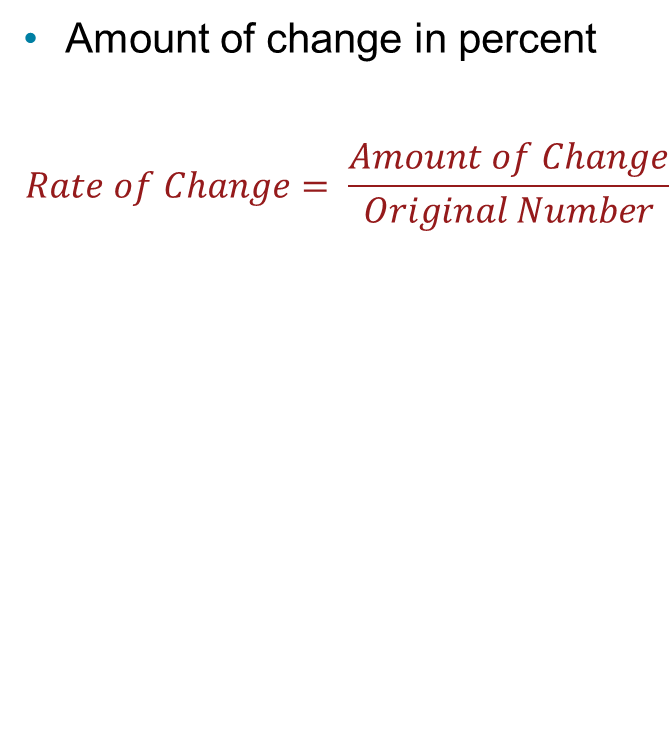 • Amount of change in percent
Rate of Change = Amount of Change / Original Number